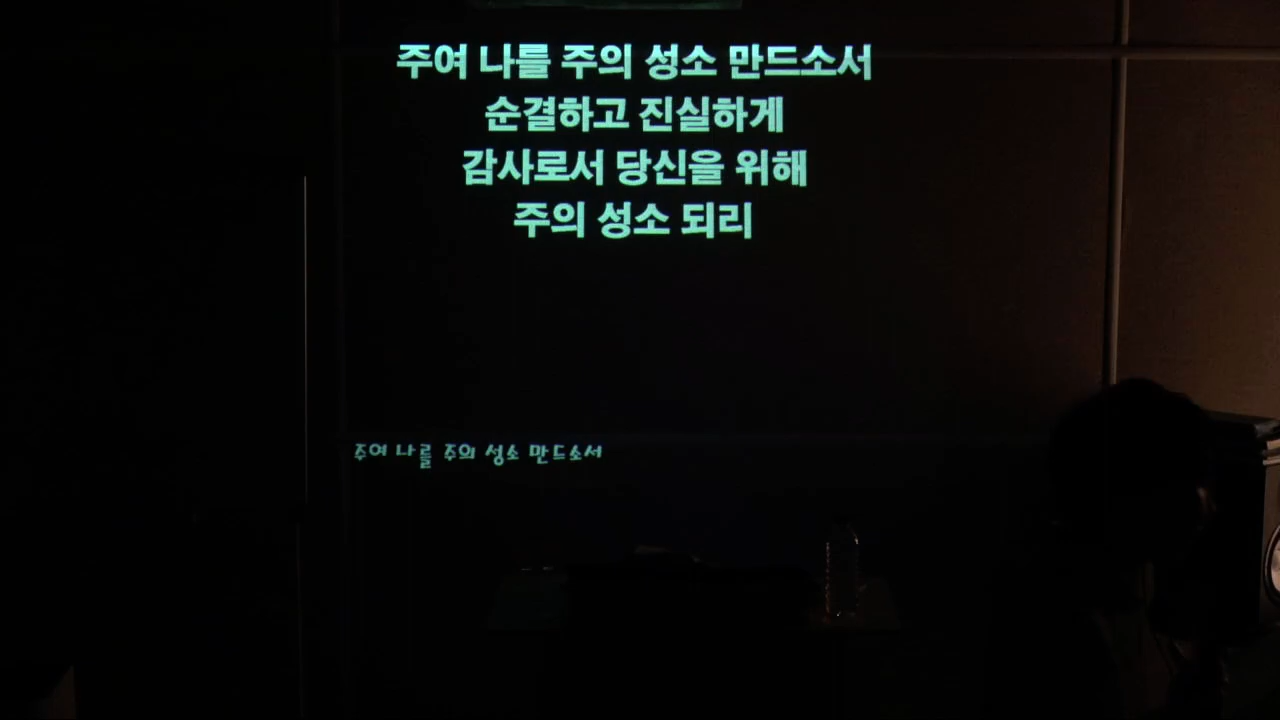 주여 나를 주의 성소 만드소서
순결하고 진실하게
감사로서 당신을 위해
주의 성소 되리
주여 나를 주의 성소 만드소서